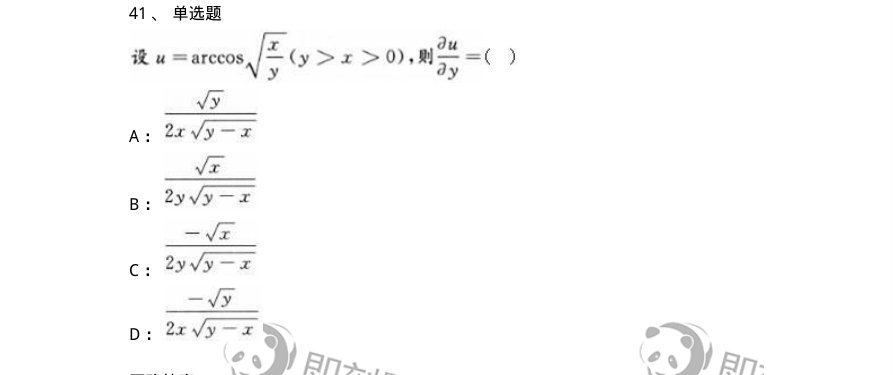 41、 单选题
设 u = arccos√(x/y) (y > x > 0), 则 ∂u/∂y = ( )
A： √y / 2x√(y − x)
B： √x / 2y√(y − x)
C： −√x / 2y√(y − x)
D： −√y / 2x√(y − x)